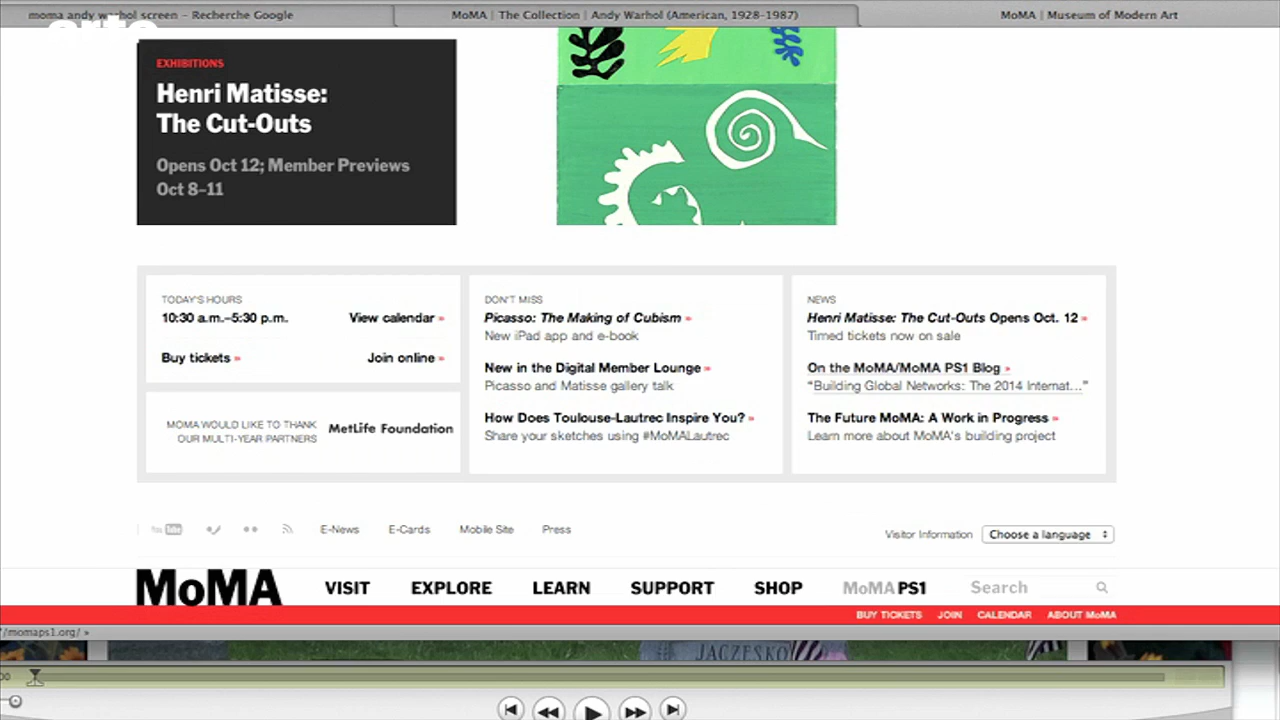 moma andy warhol screen – Recherche Google
MoMA | The Collection | Andy Warhol (American, 1928–1987)
MoMA | Museum of Modern Art
arte
EXHIBITIONS
Henri Matisse:
The Cut-Outs
Opens Oct 12; Member Previews
Oct 8–11
TODAY'S HOURS
10:30 a.m.–5:30 p.m.
View calendar »
Buy tickets »
Join online »
MOMA WOULD LIKE TO THANK
OUR MULTI-YEAR PARTNERS
MetLife Foundation
DON'T MISS
Picasso: The Making of Cubism »
New iPad app and e-book
New in the Digital Member Lounge »
Picasso and Matisse gallery talk
How Does Toulouse-Lautrec Inspire You? »
Share your sketches using #MoMALautrec
NEWS
Henri Matisse: The Cut-Outs Opens Oct. 12 »
Timed tickets now on sale
On the MoMA/MoMA PS1 Blog »
“Building Global Networks: The 2014 Internat...”
The Future MoMA: A Work in Progress »
Learn more about MoMA's building project
You Tube
E-News
E-Cards
Mobile Site
Press
Visitor Information
Choose a language
MoMA
VISIT
EXPLORE
LEARN
SUPPORT
SHOP
MoMA PS1
Search
BUY TICKETS
JOIN
CALENDAR
ABOUT MoMA
/momaps1.org/ »
JACZESKO